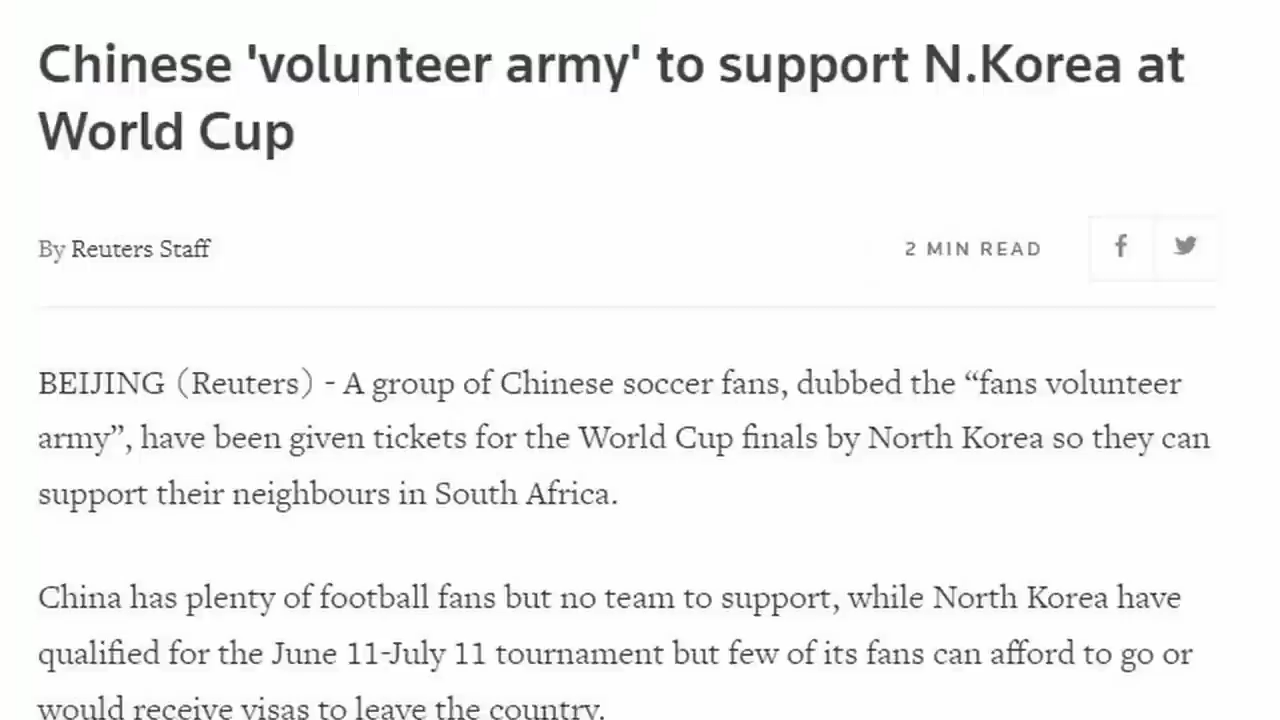 Chinese 'volunteer army' to support N.Korea at
World Cup
By Reuters Staff
2 MIN READ
BEIJING (Reuters) - A group of Chinese soccer fans, dubbed the “fans volunteer
army”, have been given tickets for the World Cup finals by North Korea so they can
support their neighbours in South Africa.
China has plenty of football fans but no team to support, while North Korea have
qualified for the June 11-July 11 tournament but few of its fans can afford to go or
would receive visas to leave the country.